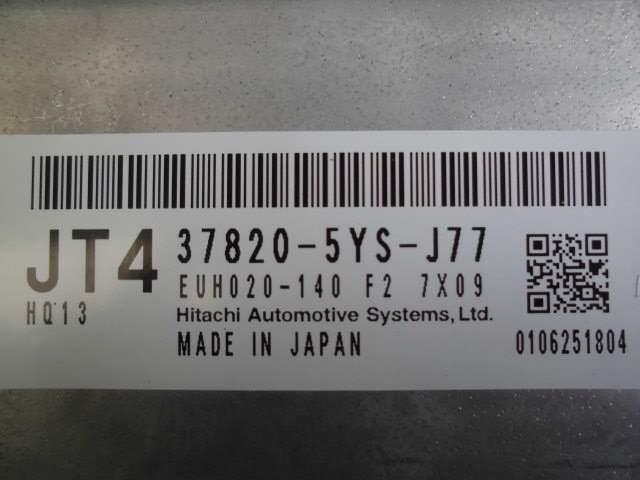 JT4 37820-5YS-J77
EUH020-140 F2 7X09
HQ13
Hitachi Automotive Systems, Ltd.
MADE IN JAPAN
0106251804